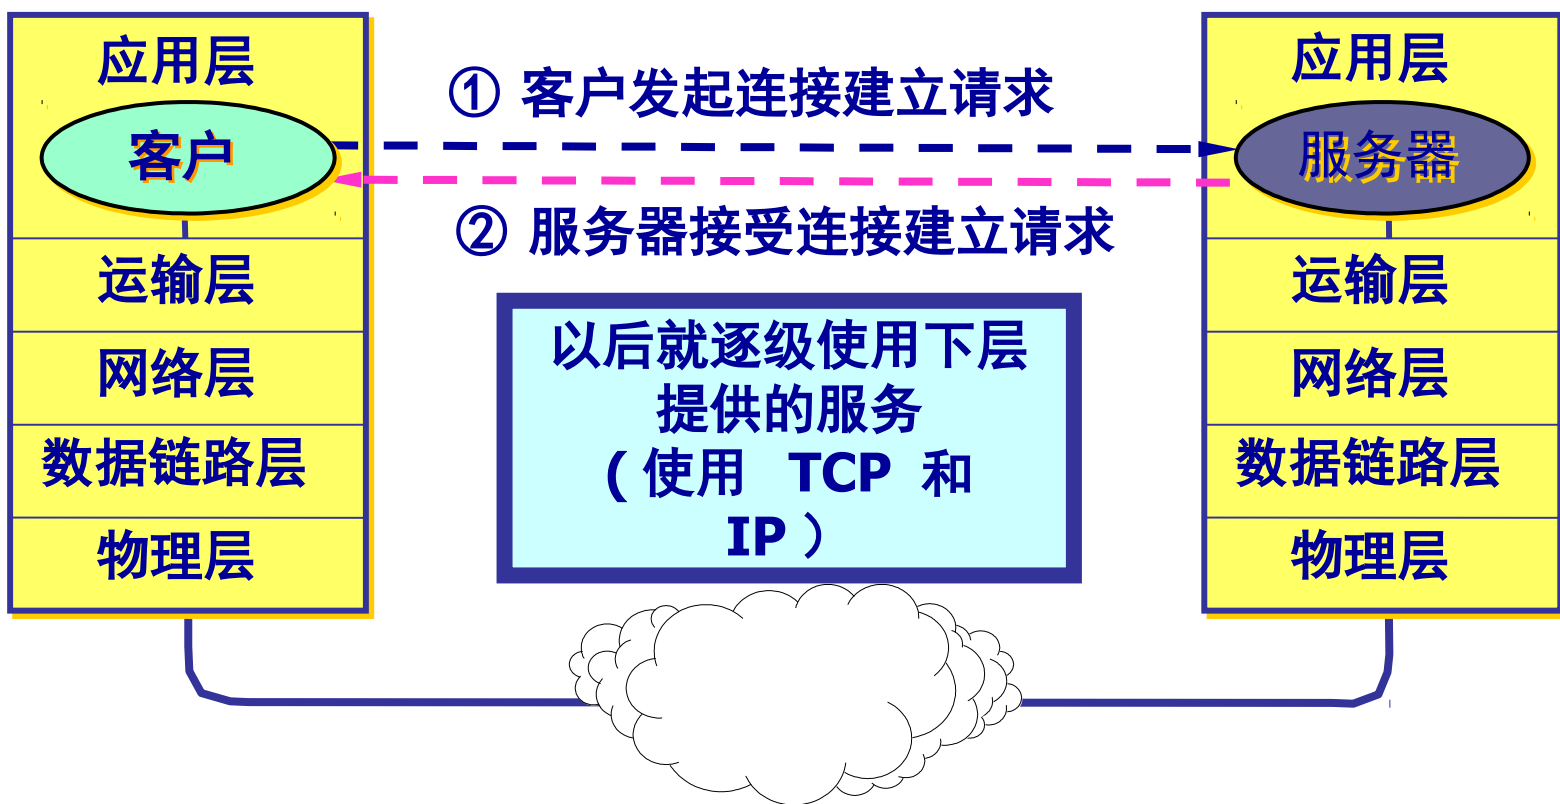 应用层
客户
运输层
网络层
数据链路层
物理层
① 客户发起连接建立请求
② 服务器接受连接建立请求
以后就逐级使用下层
提供的服务
(使用 TCP 和
IP）
应用层
服务器
运输层
网络层
数据链路层
物理层